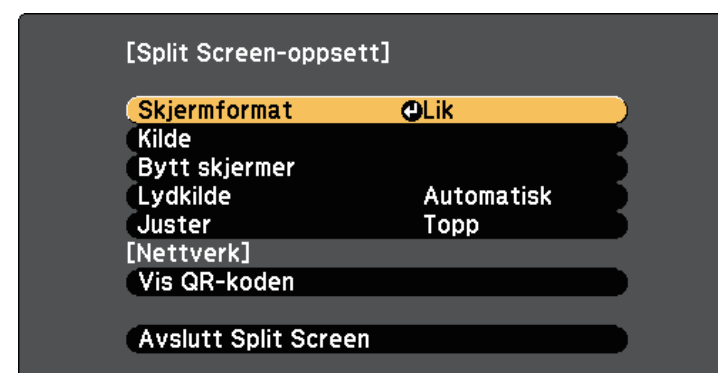 [Split Screen-oppsett]
Skjermformat Lik
Kilde
Bytt skjermer
Lydkilde Automatisk
Juster Topp
[Nettverk]
Vis QR-koden
Avslutt Split Screen